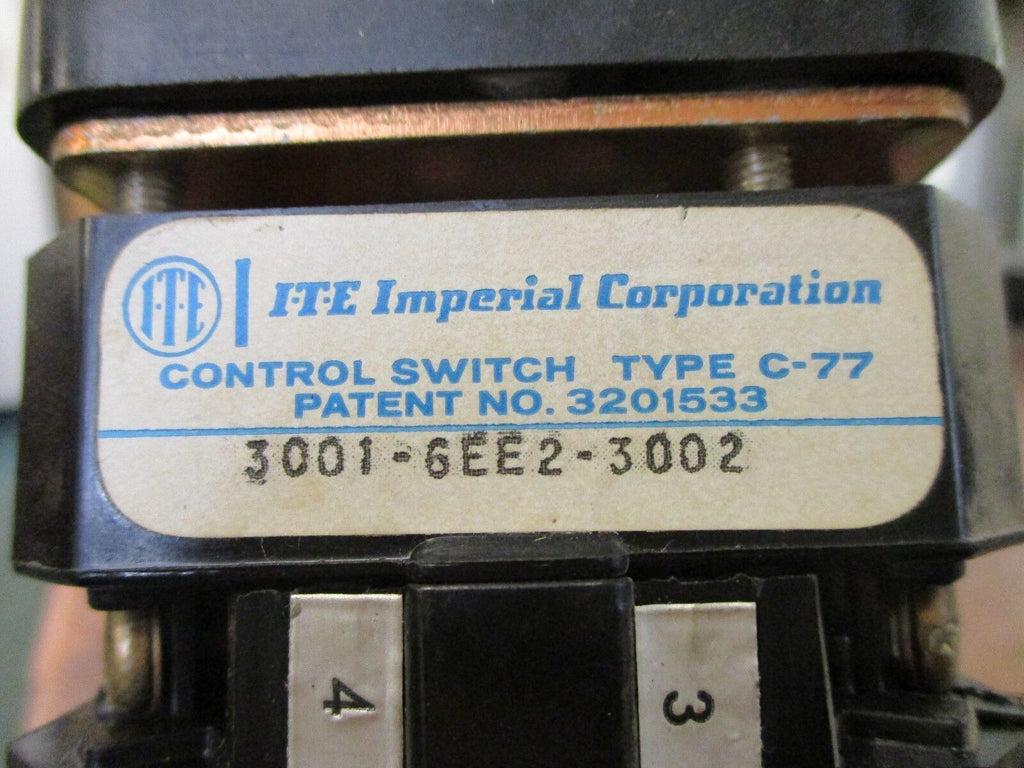 I·T·E I·T·E Imperial Corporation
CONTROL SWITCH TYPE C-77
PATENT NO. 3201533
3001-6EE2-3002
4 3